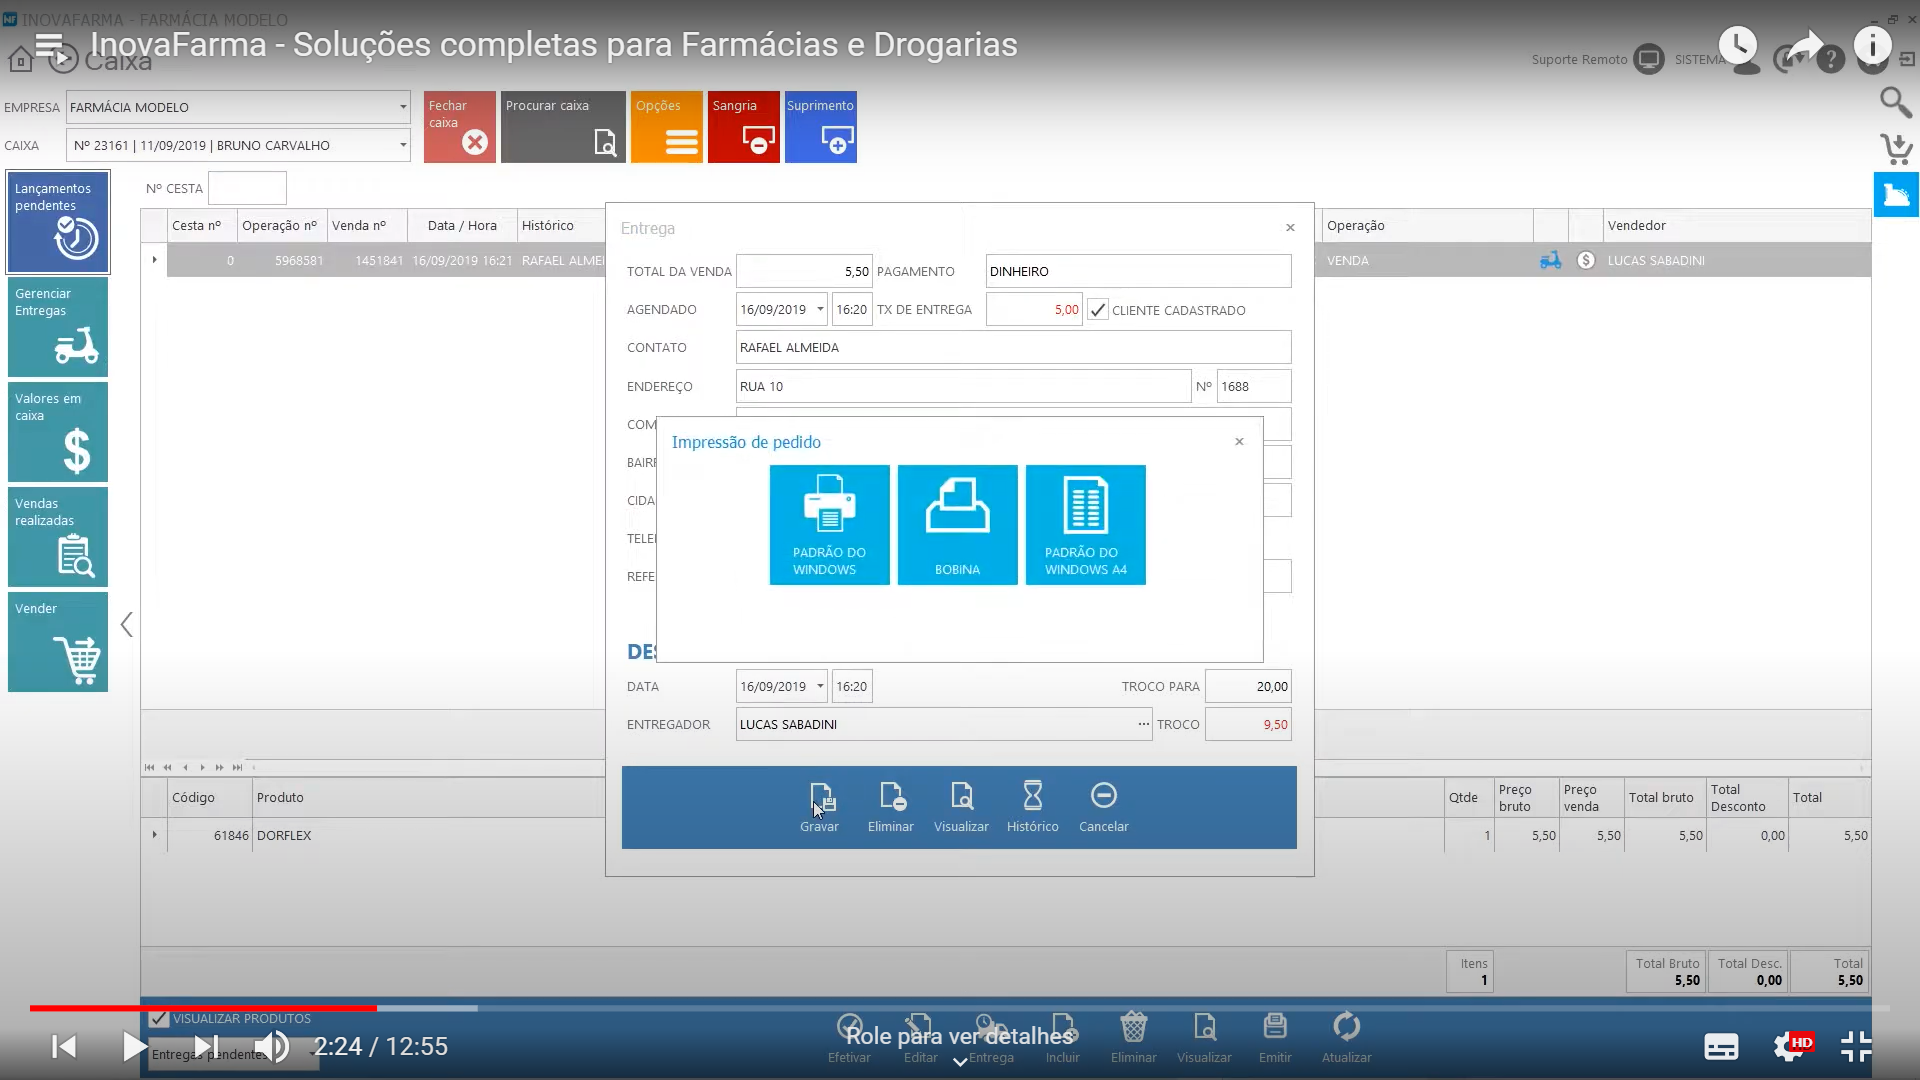 INOVAFARMA - FARMÁCIA MODELO
InovaFarma - Soluções completas para Farmácias e Drogarias
Caixa
Suporte Remoto
SISTEMA
EMPRESA FARMÁCIA MODELO
CAIXA Nº 23161 | 11/09/2019 | BRUNO CARVALHO
Fechar caixa
Procurar caixa
Opções
Sangria
Suprimento
Lançamentos pendentes
Gerenciar Entregas
Valores em caixa
Vendas realizadas
Vender
Nº CESTA
Cesta nº Operação nº Venda nº Data / Hora Histórico Operação Vendedor
0 5968581 1451841 16/09/2019 16:21 RAFAEL ALMEI VENDA LUCAS SABADINI
Entrega
TOTAL DA VENDA 5,50 PAGAMENTO DINHEIRO
AGENDADO 16/09/2019 16:20 TX DE ENTREGA 5,00 CLIENTE CADASTRADO
CONTATO RAFAEL ALMEIDA
ENDEREÇO RUA 10 Nº 1688
COM
BAIR
CIDA
TELE
REFE
Impressão de pedido
PADRÃO DO WINDOWS
BOBINA
PADRÃO DO WINDOWS A4
DES
DATA 16/09/2019 16:20 TROCO PARA 20,00
ENTREGADOR LUCAS SABADINI ... TROCO 9,50
Gravar Eliminar Visualizar Histórico Cancelar
Código Produto Qtde Preço bruto Preço venda Total bruto Total Desconto Total
61846 DORFLEX 1 5,50 5,50 5,50 0,00 5,50
Itens Total Bruto Total Desc. Total
1 5,50 0,00 5,50
VISUALIZAR PRODUTOS
Entregas pendentes
2:24 / 12:55
Role para ver detalhes
Efetivar Editar Entrega Incluir Eliminar Visualizar Emitir Atualizar
HD